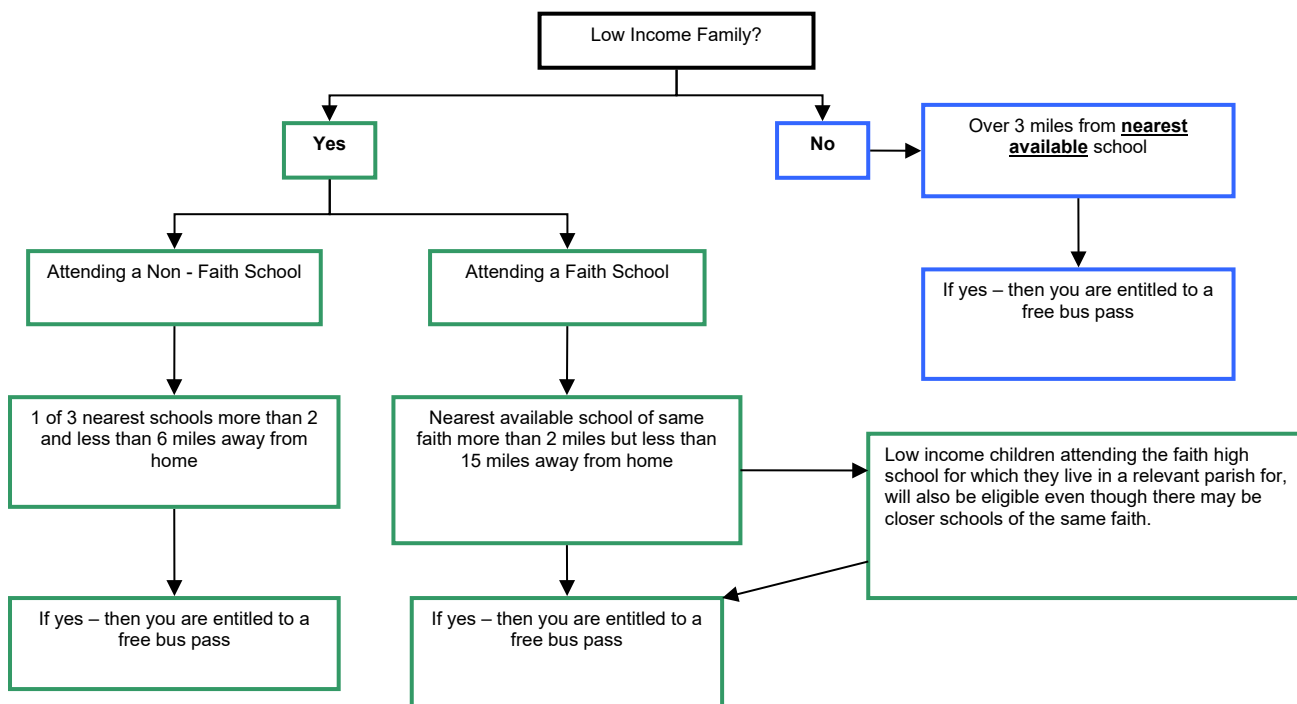 Low Income Family?
Yes
No
Over 3 miles from nearest
available school
Attending a Non - Faith School
Attending a Faith School
If yes – then you are entitled to a
free bus pass
1 of 3 nearest schools more than 2
and less than 6 miles away from
home
Nearest available school of same
faith more than 2 miles but less than
15 miles away from home
Low income children attending the faith high
school for which they live in a relevant parish for,
will also be eligible even though there may be
closer schools of the same faith.
If yes – then you are entitled to a
free bus pass
If yes – then you are entitled to a
free bus pass